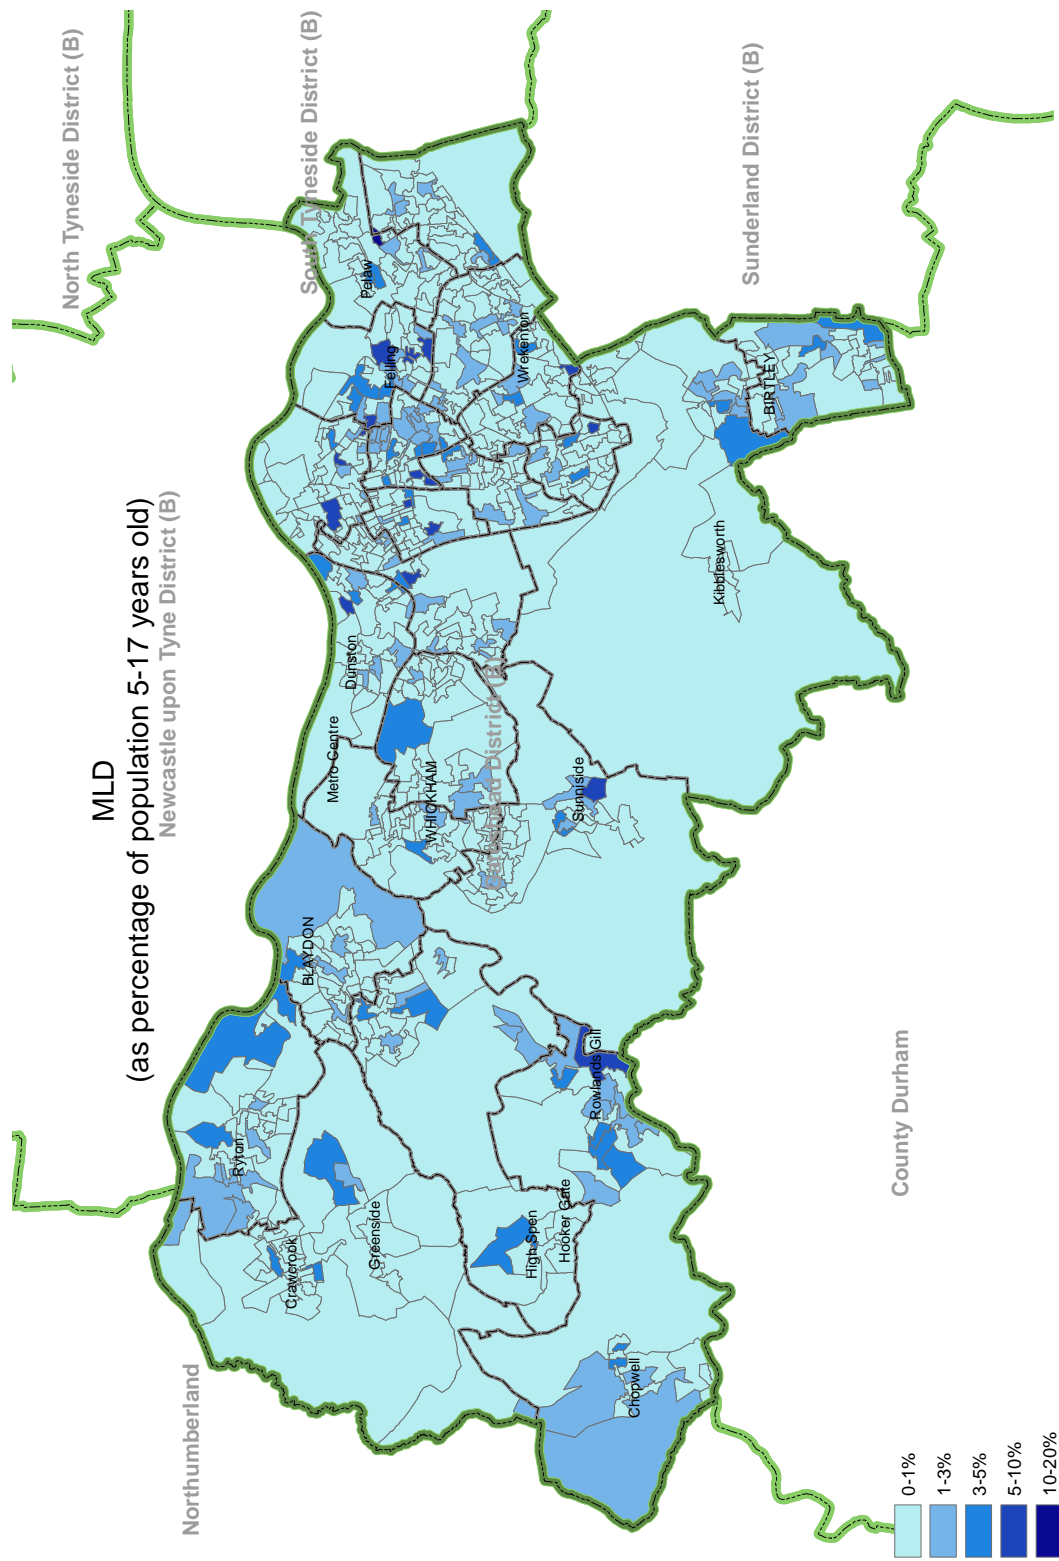 MLD
(as percentage of population 5-17 years old)
North Tyneside District (B)
Newcastle upon Tyne District (B)
South Tyneside District (B)
Northumberland
Gateshead District (B)
Sunderland District (B)
County Durham
Ryton
Crawcrook
Greenside
BLAYDON
Metro Centre
Dunston
WHICKHAM
Felling
Pelaw
Wrekenton
High Spen
Hooker Gate
Rowlands Gill
Sunniside
Chopwell
Kibblesworth
BIRTLEY
0-1%
1-3%
3-5%
5-10%
10-20%